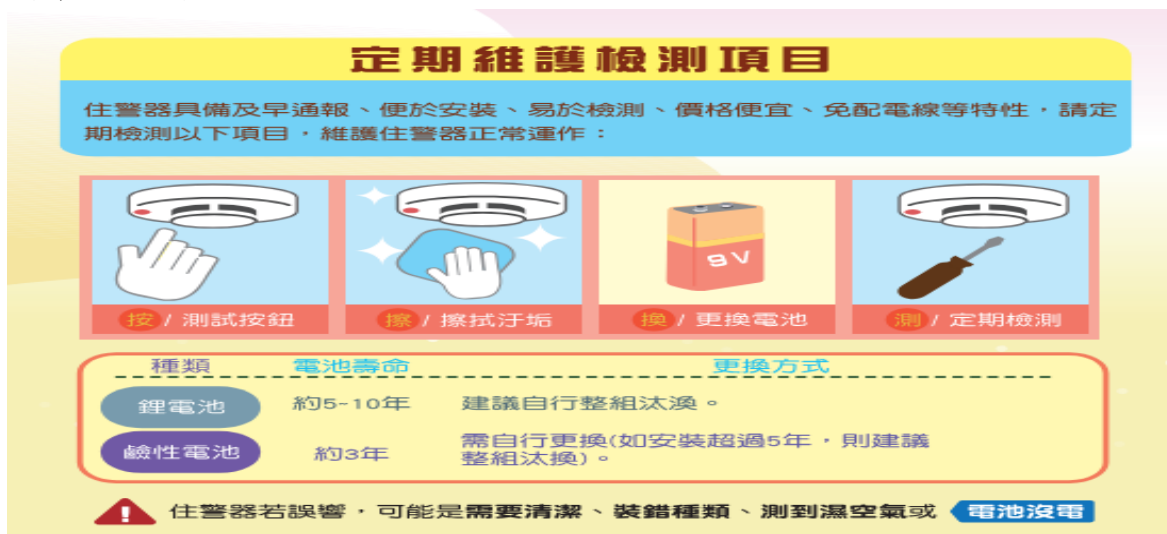 定期維護檢測項目
住警器具備及早通報、便於安裝、易於檢測、價格便宜、免配電線等特性，請定
期檢測以下項目，維護住警器正常運作：
9V
按 / 測試按鈕
擦 / 擦拭汙垢
換 / 更換電池
測 / 定期檢測
種類 電池壽命 更換方式
鋰電池 約5~10年 建議自行整組汰渙。
鹼性電池 約3年 需自行更換(如安裝超過5年，則建議
整組汰換)。
住警器若誤響，可能是需要清潔、裝錯種類、測到濕空氣或 電池沒電